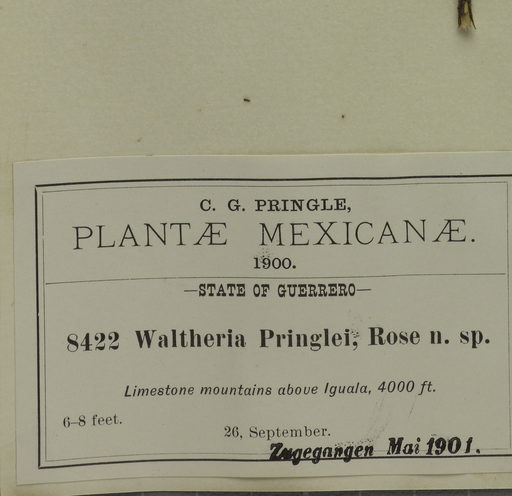 C. G. PRINGLE,
PLANTÆ MEXICANÆ.
1900.
—STATE OF GUERRERO—
8422 Waltheria Pringlei, Rose n. sp.
Limestone mountains above Iguala, 4000 ft.
6–8 feet.
26, September.
Zugegangen Mai 1901.